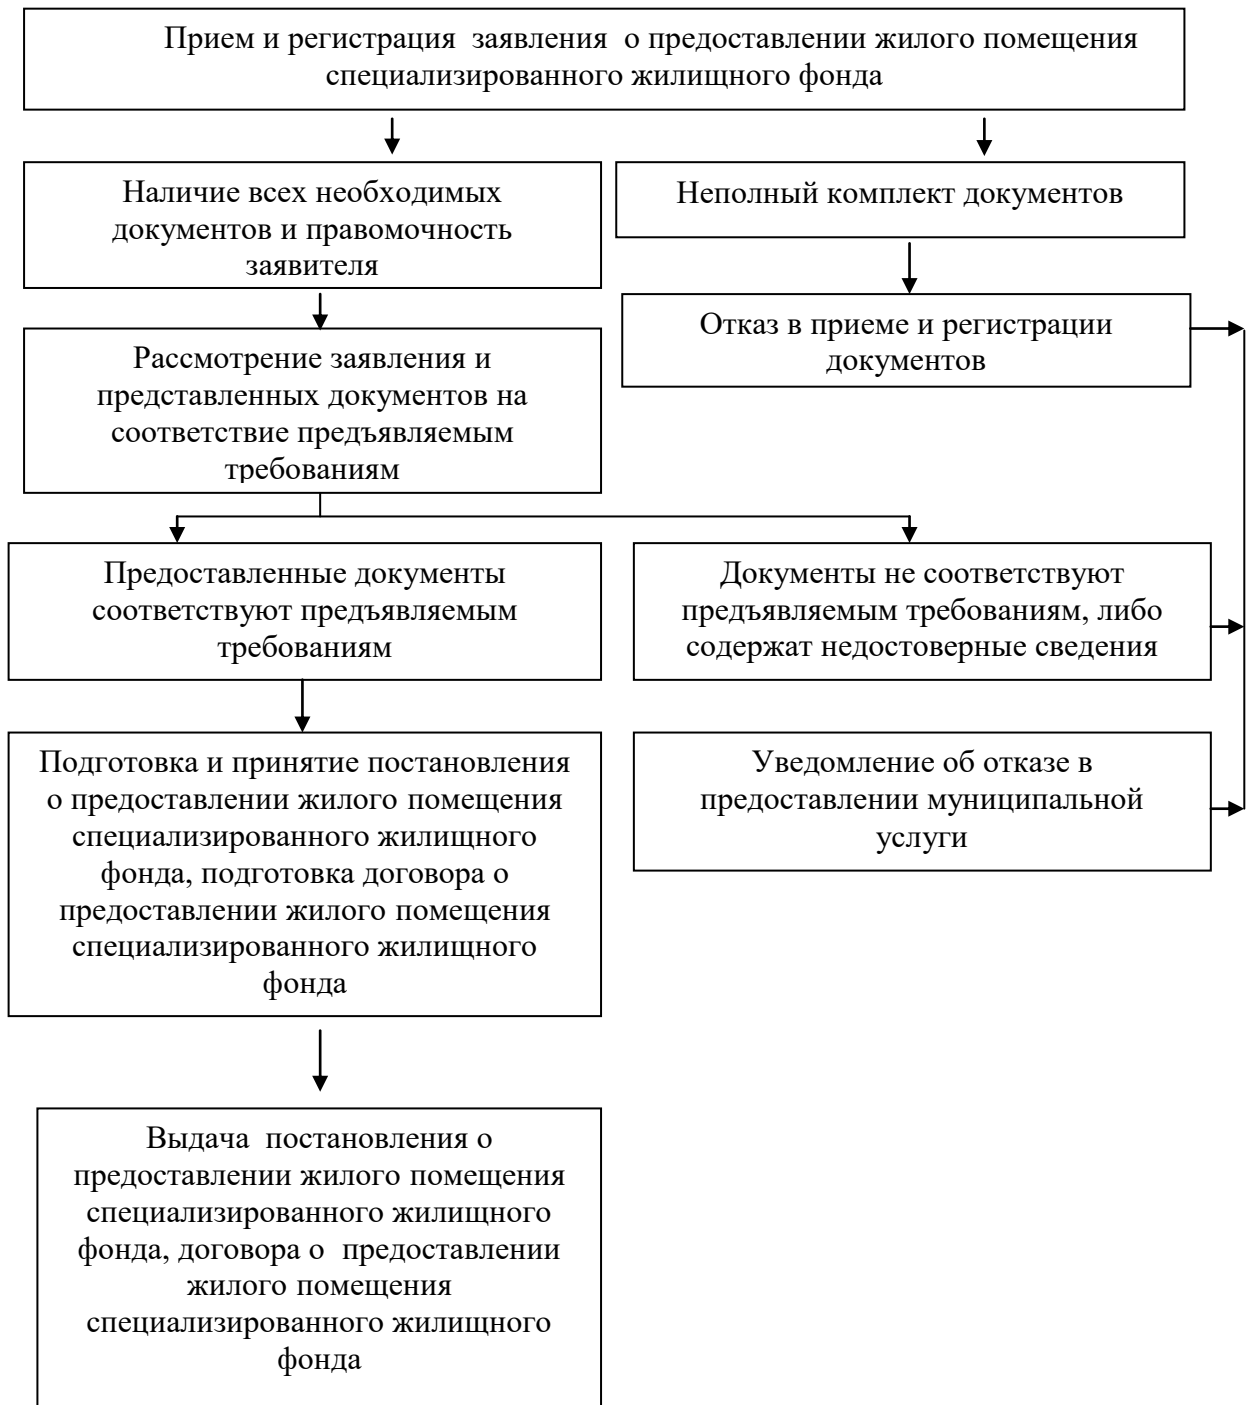 Прием и регистрация заявления о предоставлении жилого помещения
специализированного жилищного фонда
Наличие всех необходимых
документов и правомочность
заявителя
Неполный комплект документов
Отказ в приеме и регистрации
документов
Рассмотрение заявления и
представленных документов на
соответствие предъявляемым
требованиям
Предоставленные документы
соответствуют предъявляемым
требованиям
Документы не соответствуют
предъявляемым требованиям, либо
содержат недостоверные сведения
Подготовка и принятие постановления
о предоставлении жилого помещения
специализированного жилищного
фонда, подготовка договора о
предоставлении жилого помещения
специализированного жилищного
фонда
Уведомление об отказе в
предоставлении муниципальной
услуги
Выдача постановления о
предоставлении жилого помещения
специализированного жилищного
фонда, договора о предоставлении
жилого помещения
специализированного жилищного
фонда